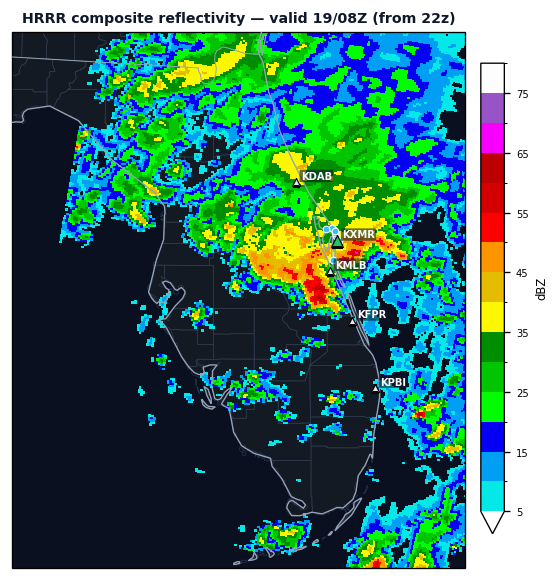 HRRR composite reflectivity — valid 19/08Z (from 22z)
KDAB
KXMR
KMLB
KFPR
KPBI
75
65
55
45
35
25
15
5
dBZ